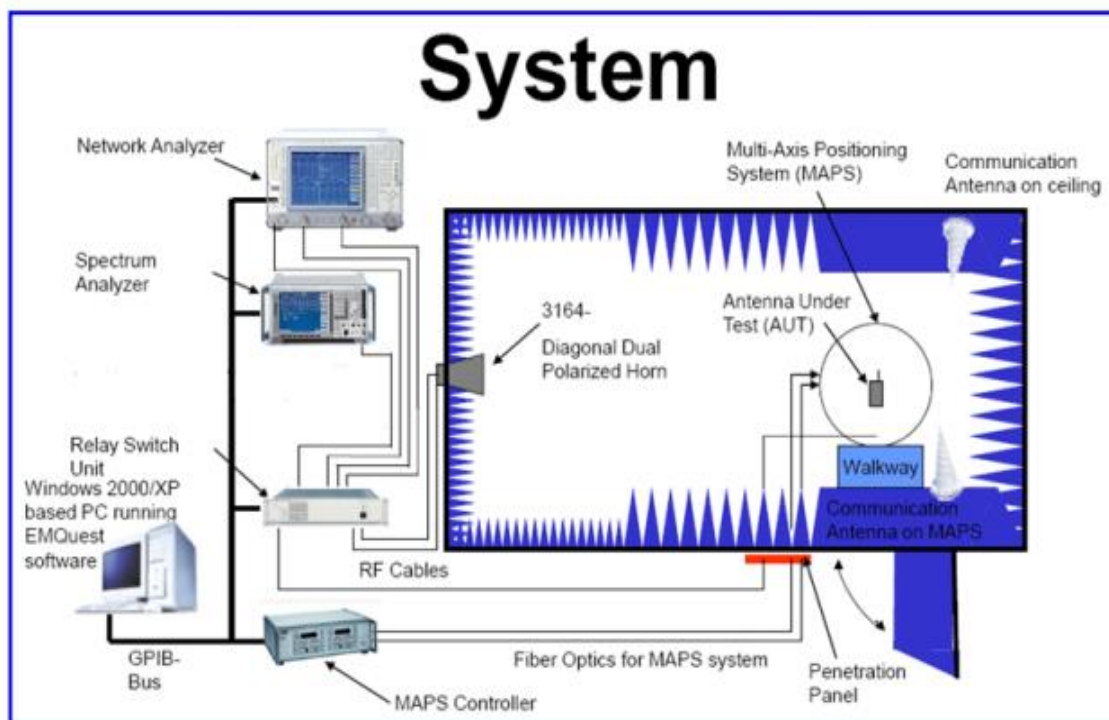 System
Network Analyzer
Multi-Axis Positioning
System (MAPS)
Communication
Antenna on ceiling
Spectrum
Analyzer
3164-
Diagonal Dual
Polarized Horn
Antenna Under
Test (AUT)
Relay Switch
Unit
Windows 2000/XP
based PC running
EMQuest
software
Walkway
Communication
Antenna on MAPS
RF Cables
GPIB-
Bus
Fiber Optics for MAPS system
Penetration
Panel
MAPS Controller